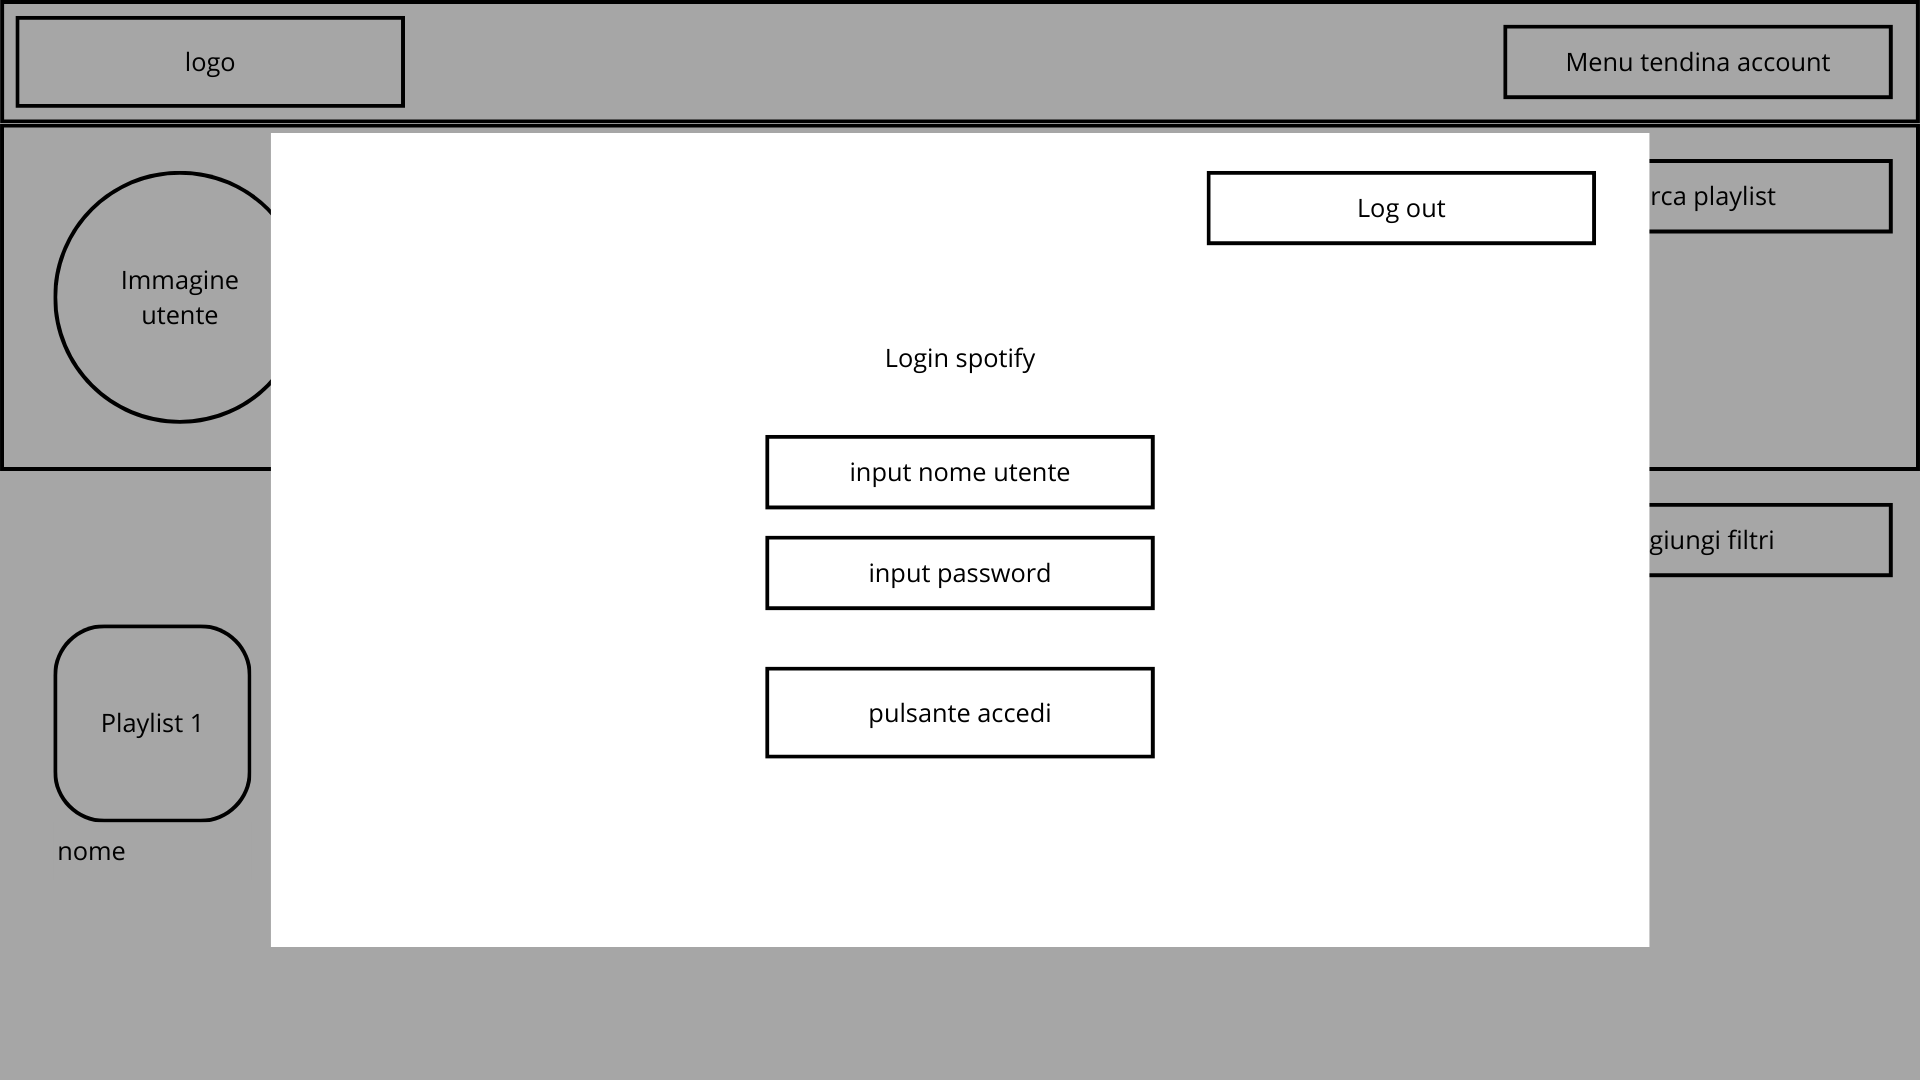 logo
Menu tendina account
rca playlist
Log out
Immagine
utente
Login spotify
input nome utente
giungi filtri
input password
Playlist 1
pulsante accedi
nome